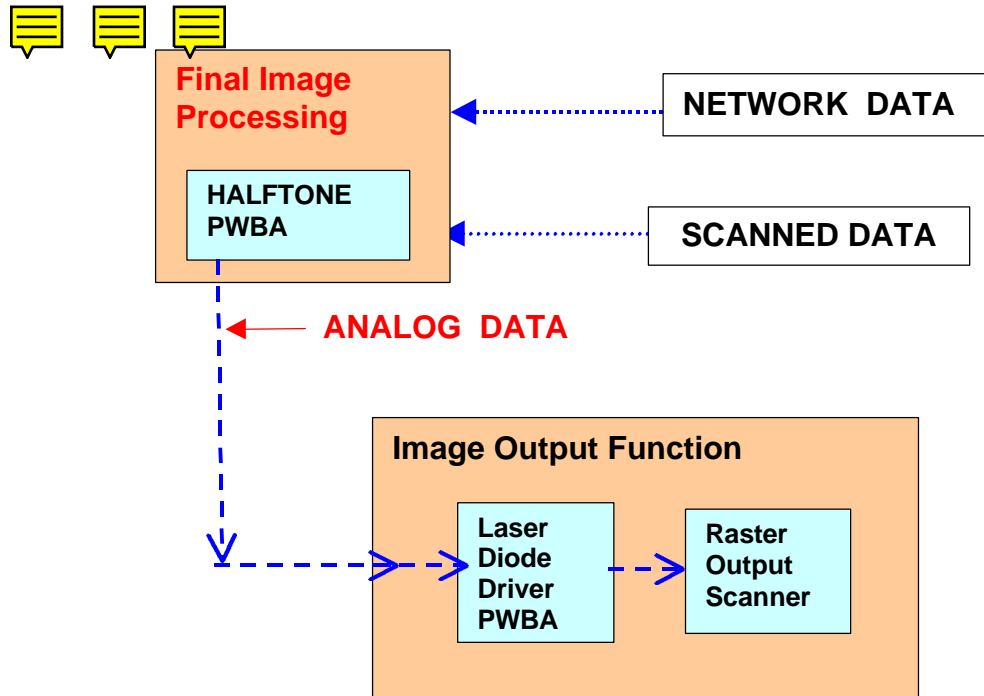 Final Image
Processing
NETWORK DATA
HALFTONE
PWBA
SCANNED DATA
ANALOG DATA
Image Output Function
Laser
Diode
Driver
PWBA
Raster
Output
Scanner